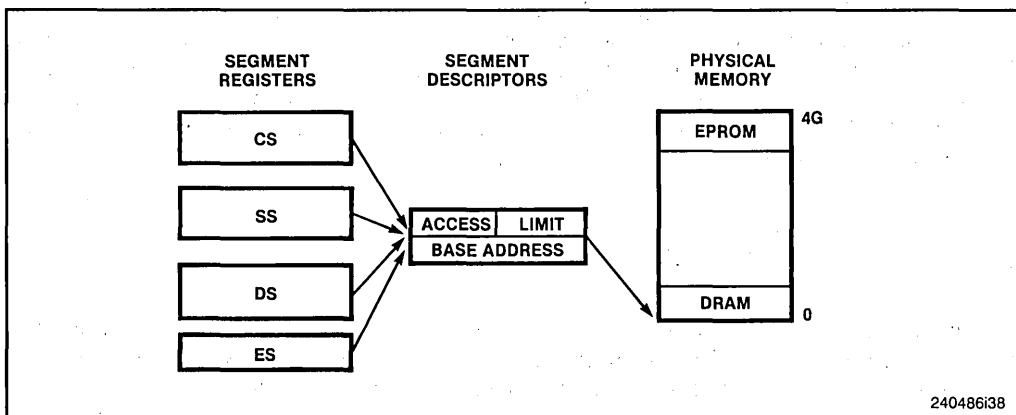 SEGMENT
REGISTERS
SEGMENT
DESCRIPTORS
PHYSICAL
MEMORY
CS
SS
DS
ES
ACCESS
LIMIT
BASE ADDRESS
4G
EPROM
DRAM
0
240486i38